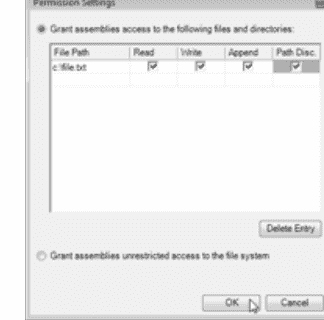 Permission Settings
Grant assemblies access to the following files and directories:
File Path Read Write Append Path Disc.
c:\file.txt
Delete Entry
Grant assemblies unrestricted access to the file system
OK Cancel